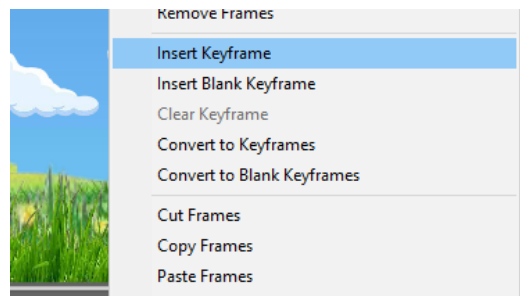 Remove Frames
Insert Keyframe
Insert Blank Keyframe
Clear Keyframe
Convert to Keyframes
Convert to Blank Keyframes
Cut Frames
Copy Frames
Paste Frames